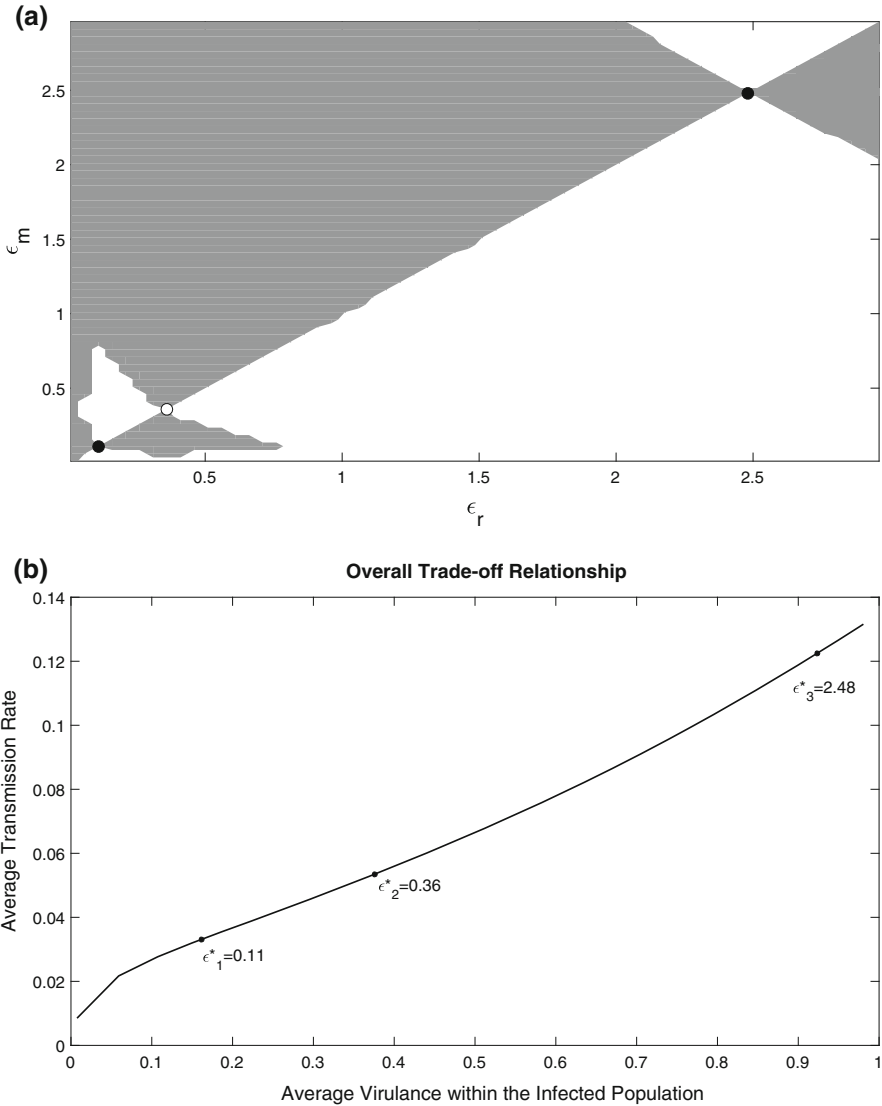 (a)
2.5
2
1.5
1
0.5
ϵm
0.5
1
1.5
2
2.5
ϵr
(b)
Overall Trade-off Relationship
0.14
0.12
0.1
0.08
0.06
0.04
0.02
0
Average Transmission Rate
ϵ*3=2.48
ϵ*2=0.36
ϵ*1=0.11
0
0.1
0.2
0.3
0.4
0.5
0.6
0.7
0.8
0.9
1
Average Virulance within the Infected Population